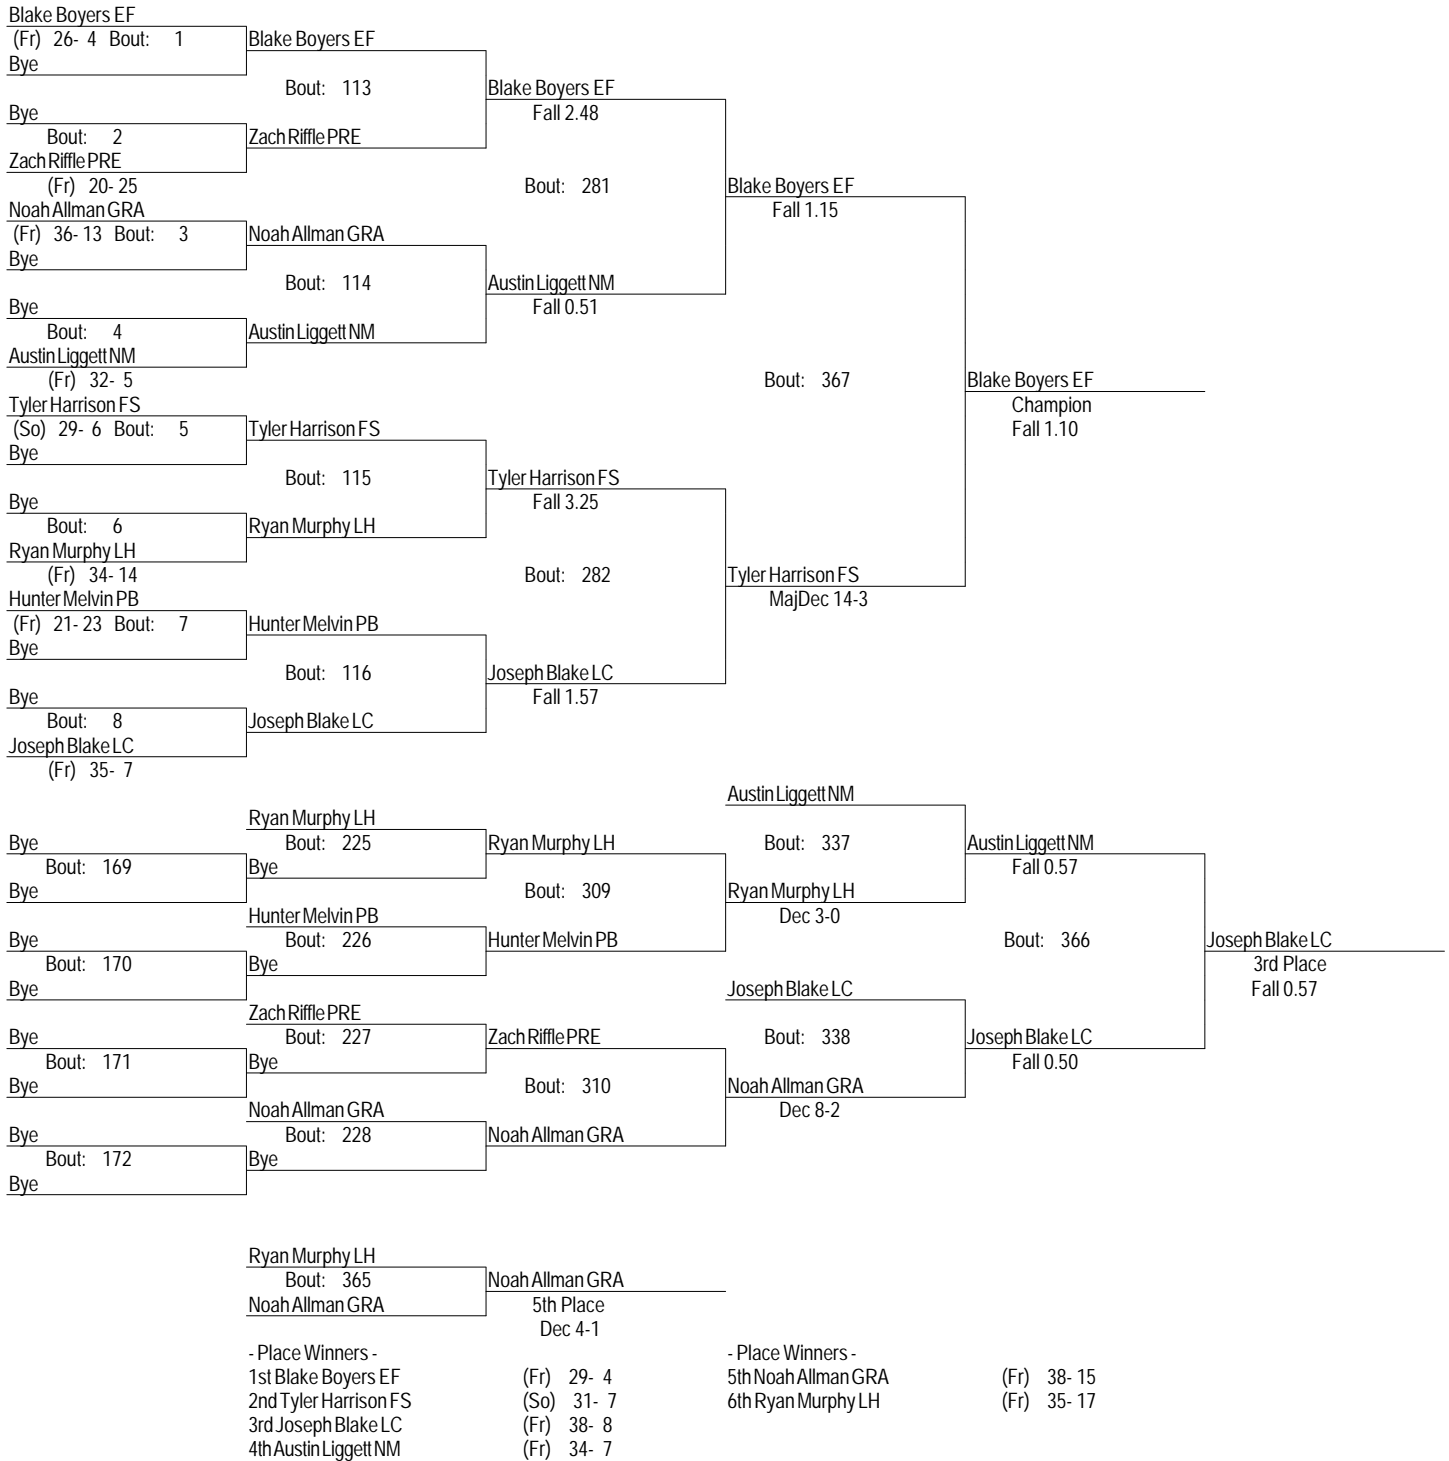 Blake Boyers EF
(Fr) 26- 4 Bout: 1 Blake Boyers EF
Bye
Bout: 113 Blake Boyers EF
Bye Fall 2.48
Bout: 2 Zach Riffle PRE
Zach Riffle PRE
(Fr) 20- 25 Bout: 281 Blake Boyers EF
Noah Allman GRA Fall 1.15
(Fr) 36- 13 Bout: 3 Noah Allman GRA
Bye
Bout: 114 Austin Liggett NM
Bye Fall 0.51
Bout: 4 Austin Liggett NM
Austin Liggett NM
(Fr) 32- 5 Bout: 367 Blake Boyers EF
Tyler Harrison FS Champion
(So) 29- 6 Bout: 5 Tyler Harrison FS Fall 1.10
Bye
Bout: 115 Tyler Harrison FS
Bye Fall 3.25
Bout: 6 Ryan Murphy LH
Ryan Murphy LH
(Fr) 34- 14 Bout: 282 Tyler Harrison FS
Hunter Melvin PB MajDec 14-3
(Fr) 21- 23 Bout: 7 Hunter Melvin PB
Bye
Bout: 116 Joseph Blake LC
Bye Fall 1.57
Bout: 8 Joseph Blake LC
Joseph Blake LC
(Fr) 35- 7
Austin Liggett NM
Ryan Murphy LH
Bye Bout: 225 Ryan Murphy LH Bout: 337 Austin Liggett NM
Bout: 169 Bye Fall 0.57
Bye Bout: 309 Ryan Murphy LH
Hunter Melvin PB Dec 3-0
Bye Bout: 226 Hunter Melvin PB Bout: 366 Joseph Blake LC
Bout: 170 Bye 3rd Place
Bye Joseph Blake LC Fall 0.57
Zach Riffle PRE
Bye Bout: 227 Zach Riffle PRE Bout: 338 Joseph Blake LC
Bout: 171 Bye Fall 0.50
Bye Bout: 310 Noah Allman GRA
Noah Allman GRA Dec 8-2
Bye Bout: 228 Noah Allman GRA
Bout: 172 Bye
Bye
Ryan Murphy LH
Bout: 365 Noah Allman GRA
Noah Allman GRA 5th Place
Dec 4-1
- Place Winners - - Place Winners -
1st Blake Boyers EF (Fr) 29- 4 5th Noah Allman GRA (Fr) 38- 15
2nd Tyler Harrison FS (So) 31- 7 6th Ryan Murphy LH (Fr) 35- 17
3rd Joseph Blake LC (Fr) 38- 8
4th Austin Liggett NM (Fr) 34- 7